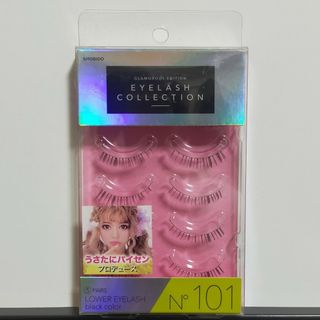 SHOBIDO
GLAMOROUS EDITION
EYELASH
COLLECTION
うさたにパイセン
プロデュース
5 PAIRS
LOWER EYELASH
black color
Nº 101